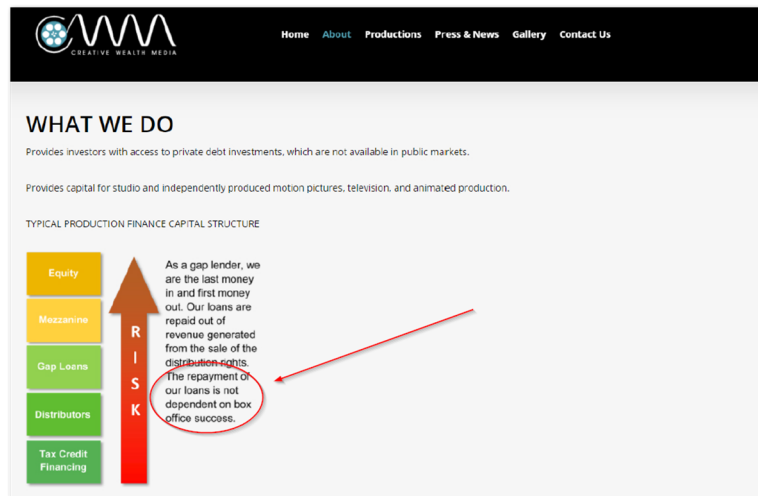 CWM
CREATIVE WEALTH MEDIA
Home About Productions Press & News Gallery Contact Us
WHAT WE DO
Provides investors with access to private debt investments, which are not available in public markets.
Provides capital for studio and independently produced motion pictures, television, and animated production.
TYPICAL PRODUCTION FINANCE CAPITAL STRUCTURE
Equity
Mezzanine
Gap Loans
Distributors
Tax Credit
Financing
RISK
As a gap lender, we
are the last money
in and first money
out. Our loans are
repaid out of
revenue generated
from the sale of the
distribution rights.
The repayment of
our loans is not
dependent on box
office success.